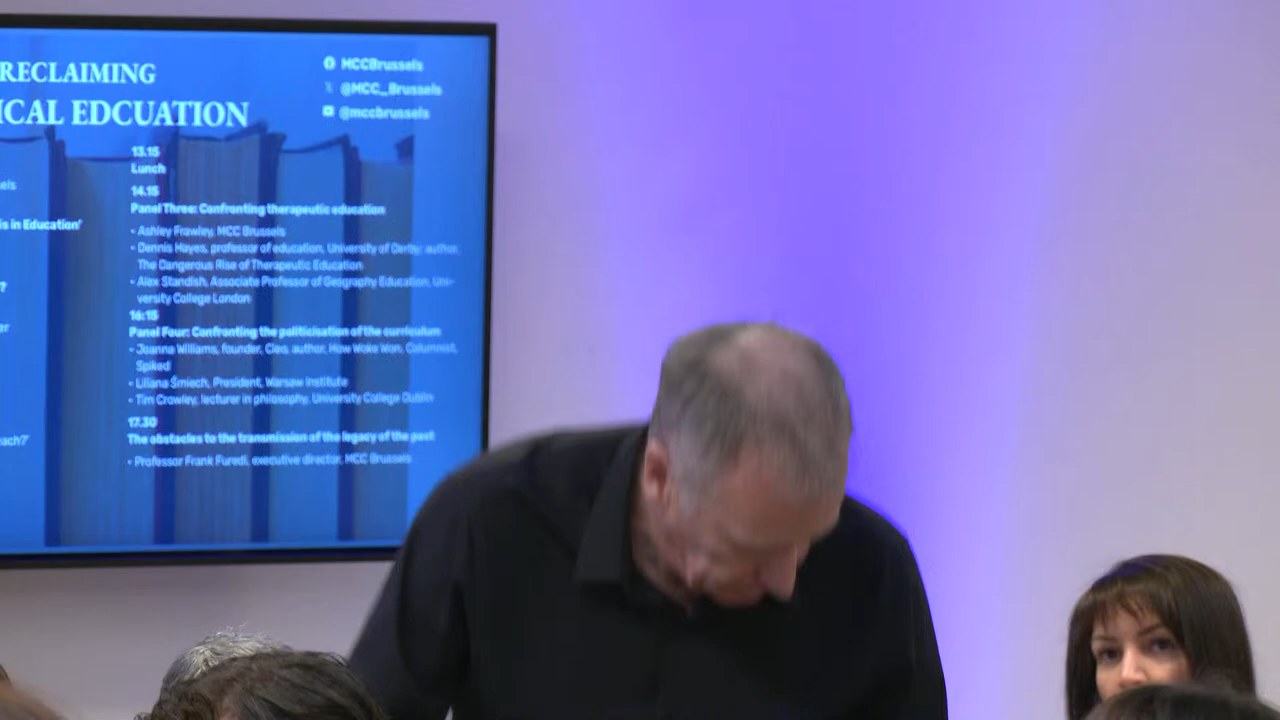 RECLAIMING
ICAL EDCUATION
MCCBrussels
@MCC_Brussels
@mccbrussels
els
is in Education'
?
er
each?'
13.15
Lunch
14.15
Panel Three: Confronting therapeutic education
• Ashley Frawley, MCC Brussels
• Dennis Hayes, professor of education, University of Derby; author,
The Dangerous Rise of Therapeutic Education
• Alex Standish, Associate Professor of Geography Education, Uni-
versity College London
16:15
Panel Four: Confronting the politicisation of the curriculum
• Joanna Williams, founder, Cieo, author, How Woke Won, Columnist,
Spiked
• Liliana Śmiech, President, Warsaw Institute
• Tim Crowley, lecturer in philosophy, University College Dublin
17.30
The obstacles to the transmission of the legacy of the past
• Professor Frank Furedi, executive director, MCC Brussels